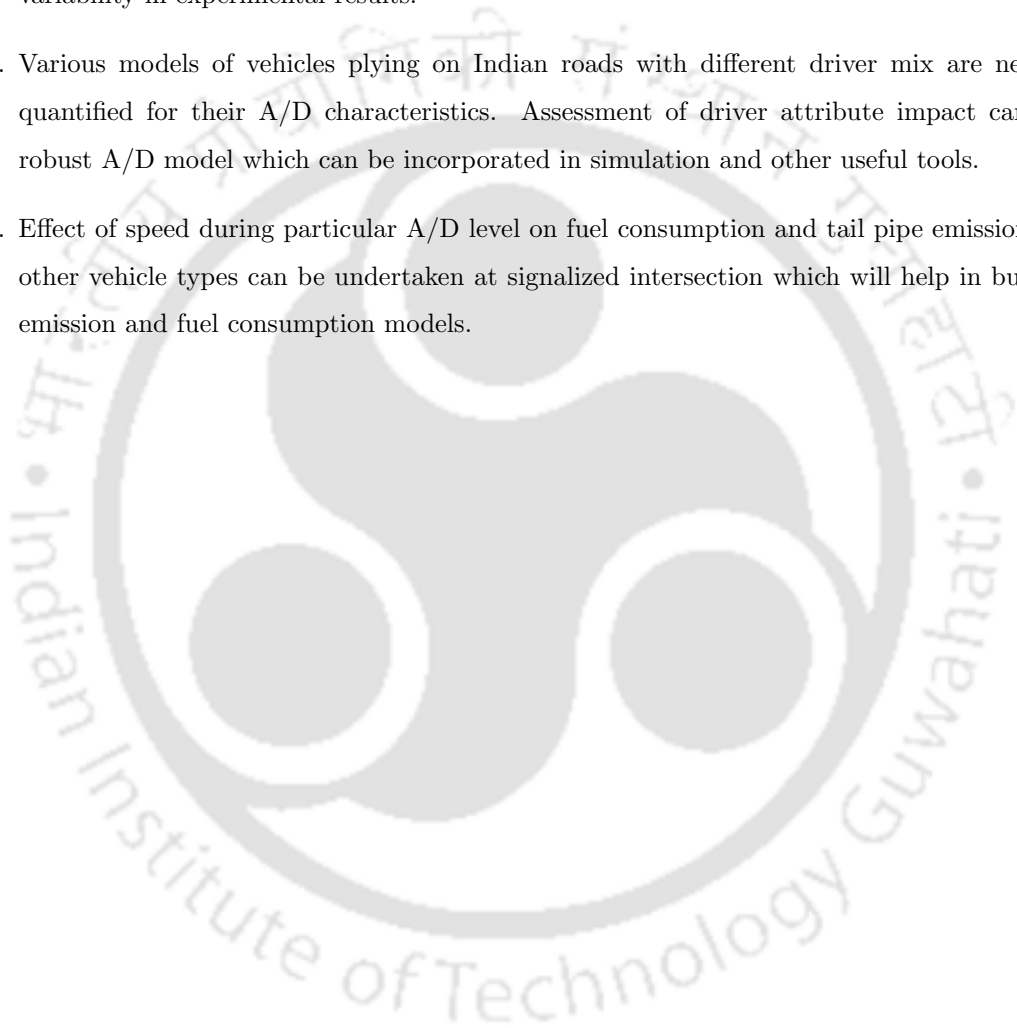 variability in experimental results.
. Various models of vehicles plying on Indian roads with different driver mix are ne
quantified for their A/D characteristics. Assessment of driver attribute impact can
robust A/D model which can be incorporated in simulation and other useful tools.
. Effect of speed during particular A/D level on fuel consumption and tail pipe emission
other vehicle types can be undertaken at signalized intersection which will help in bu
emission and fuel consumption models.
भारतीय प्रौद्योगिकी संस्थान गुवाहाटी
Indian Institute of Technology Guwahati